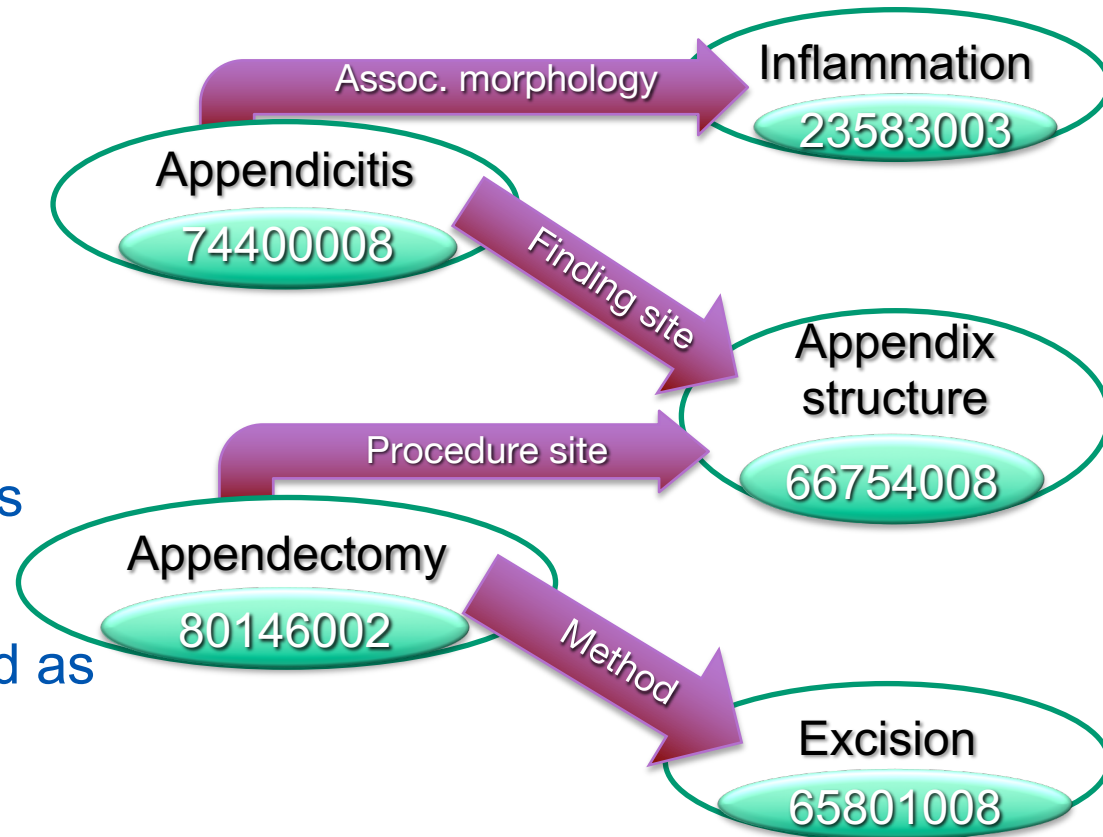 Assoc. morphology
Inflammation
23583003
Appendicitis
74400008
Finding site
Appendix
structure
66754008
Procedure site
s
Appendectomy
80146002
d as
Method
Excision
65801008